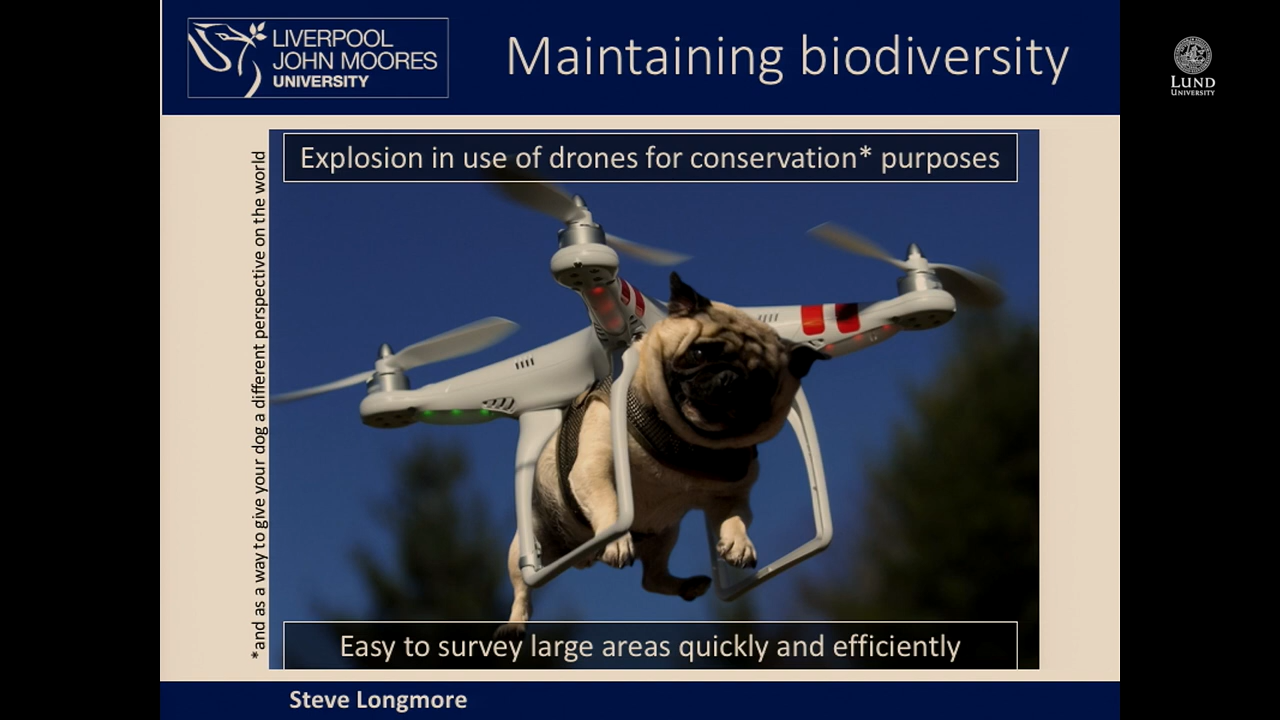 LIVERPOOL
JOHN MOORES
UNIVERSITY
Maintaining biodiversity
LUND
UNIVERSITY
Explosion in use of drones for conservation* purposes
*and as a way to give your dog a different perspective on the world
Easy to survey large areas quickly and efficiently
Steve Longmore